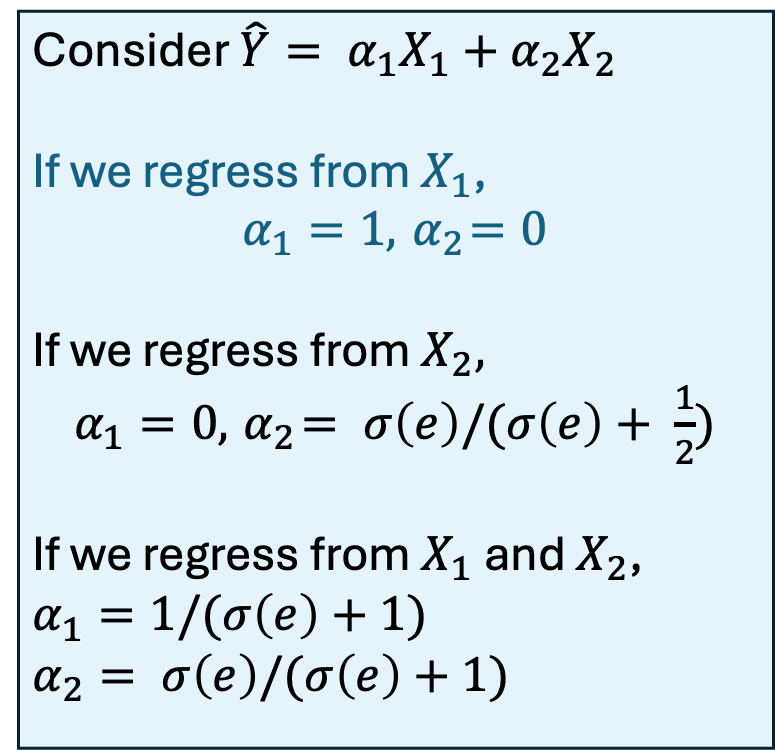 Consider Ŷ = α₁X₁ + α₂X₂
If we regress from X₁,
α₁ = 1, α₂= 0
If we regress from X₂,
α₁ = 0, α₂= σ(e)/(σ(e) + ½)
If we regress from X₁ and X₂,
α₁ = 1/(σ(e) + 1)
α₂ = σ(e)/(σ(e) + 1)